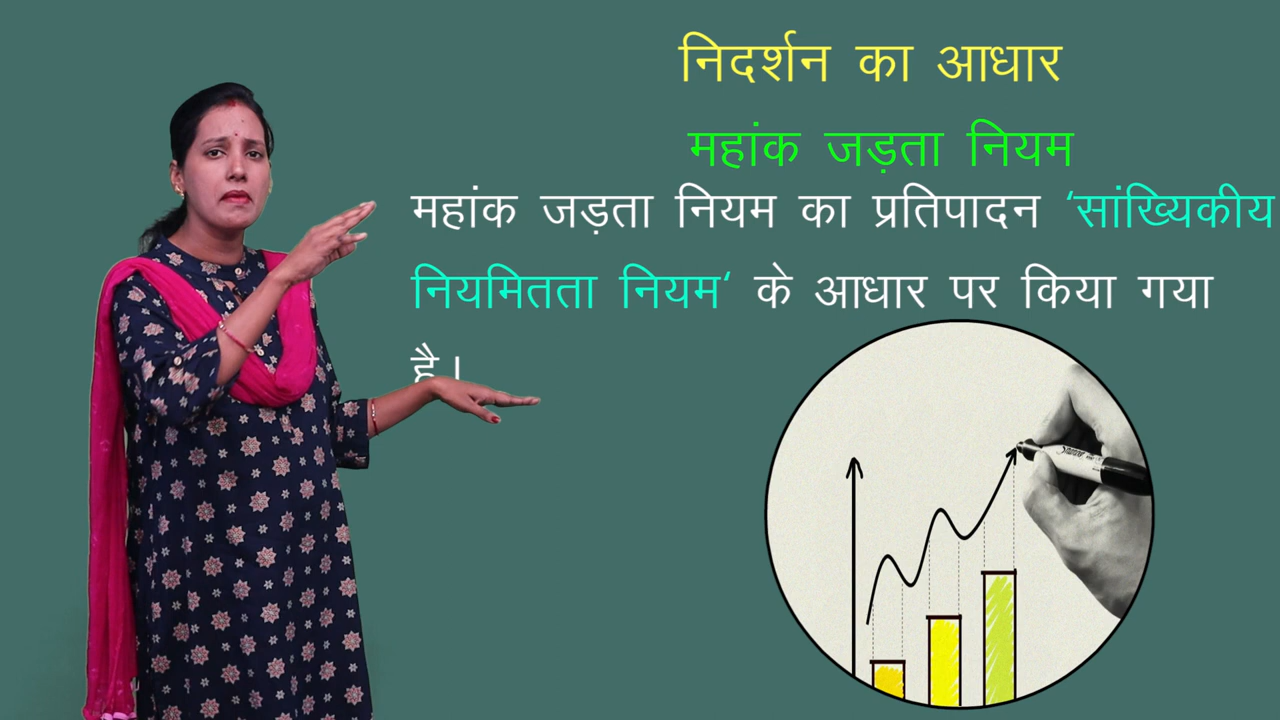 निदर्शन का आधार
महांक जड़ता नियम
महांक जड़ता नियम का प्रतिपादन ‘सांख्यिकीय
नियमितता नियम‘ के आधार पर किया गया
है।